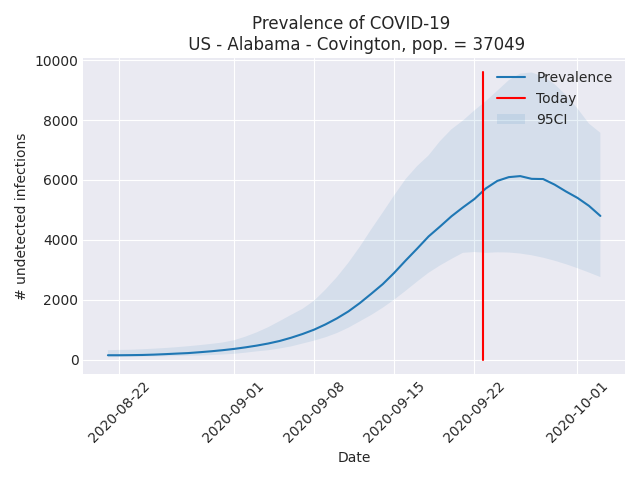 Prevalence of COVID-19
US - Alabama - Covington, pop. = 37049
# undetected infections
10000
8000
6000
4000
2000
0
Prevalence
Today
95CI
2020-08-22
2020-09-01
2020-09-08
2020-09-15
2020-09-22
2020-10-01
Date